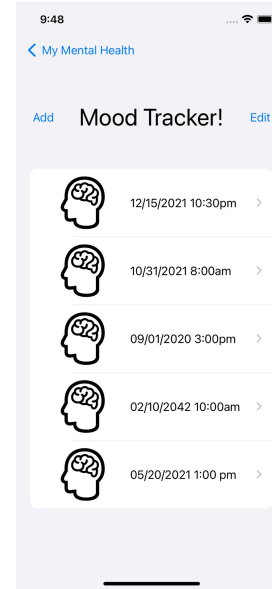 9:48
My Mental Health
Add Mood Tracker! Edit
12/15/2021 10:30pm
10/31/2021 8:00am
09/01/2020 3:00pm
02/10/2042 10:00am
05/20/2021 1:00 pm